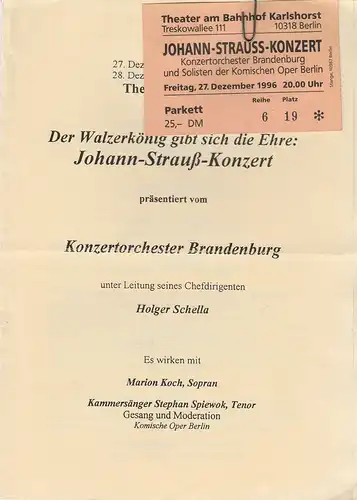 Theater am Bahnhof Karlshorst
Treskowallee 111 10318 Berlin
JOHANN-STRAUSS-KONZERT
Konzertorchester Brandenburg
und Solisten der Komischen Oper Berlin
Freitag, 27. Dezember 1996 20.00 Uhr
Parkett Reihe Platz
25,– DM 6 19 *
27. Dez
28. Dez
The
Der Walzerkönig gibt sich die Ehre:
Johann-Strauß-Konzert
präsentiert vom
Konzertorchester Brandenburg
unter Leitung seines Chefdirigenten
Holger Schella
Es wirken mit
Marion Koch, Sopran
Kammersänger Stephan Spiewok, Tenor
Gesang und Moderation
Komische Oper Berlin